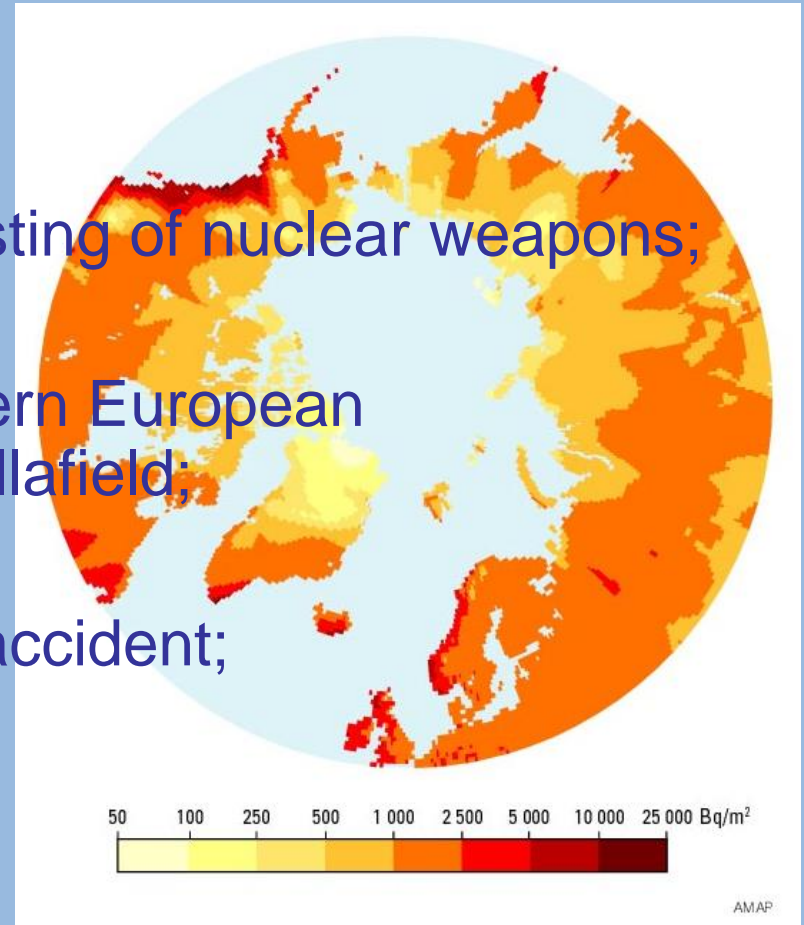 sting of nuclear weapons;
ern European
llafield;
accident;
50 100 250 500 1 000 2 500 5 000 10 000 25 000 Bq/m²
AMAP